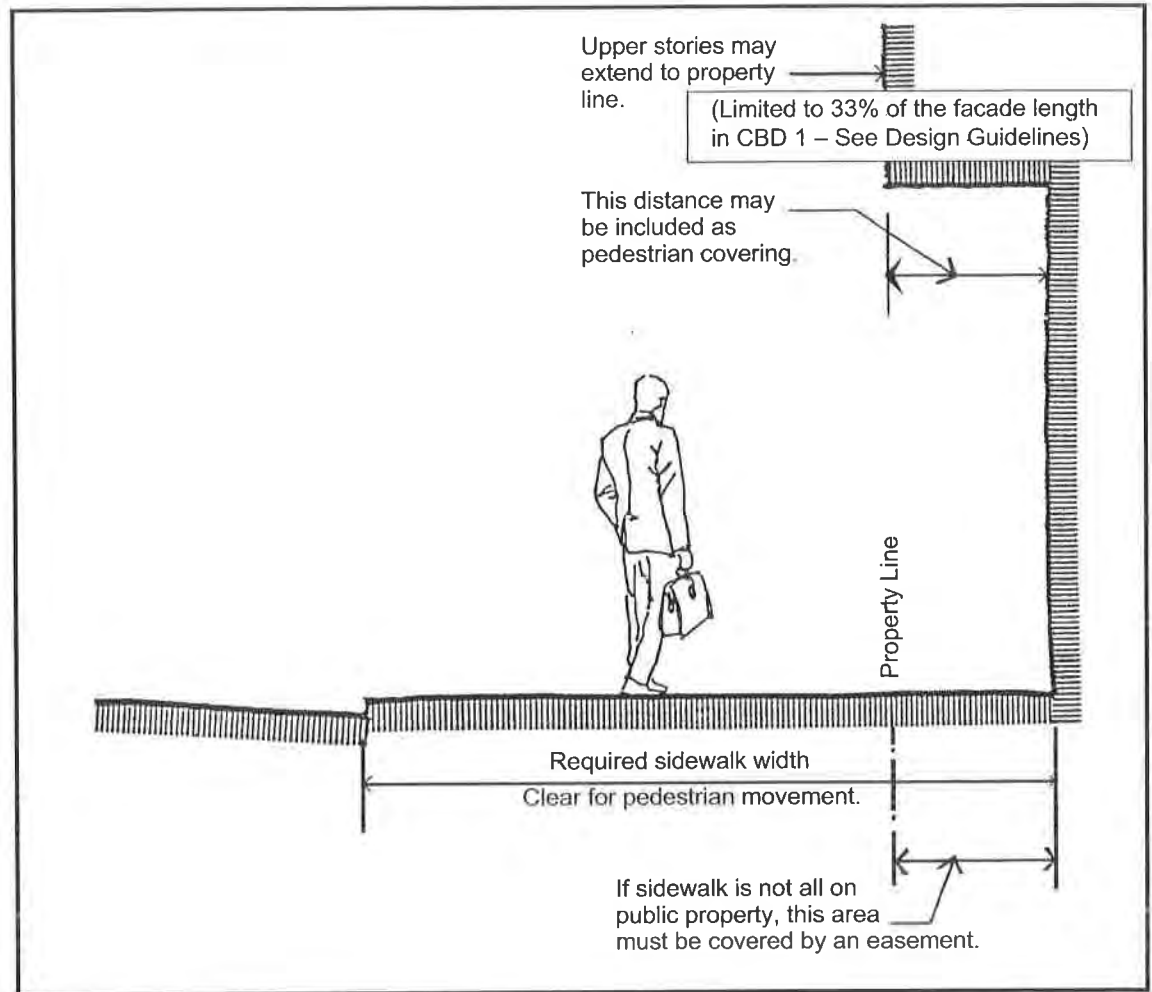 Upper stories may
extend to property
line.
(Limited to 33% of the facade length
in CBD 1 – See Design Guidelines)
This distance may
be included as
pedestrian covering.
Property Line
Required sidewalk width
Clear for pedestrian movement.
If sidewalk is not all on
public property, this area
must be covered by an easement.